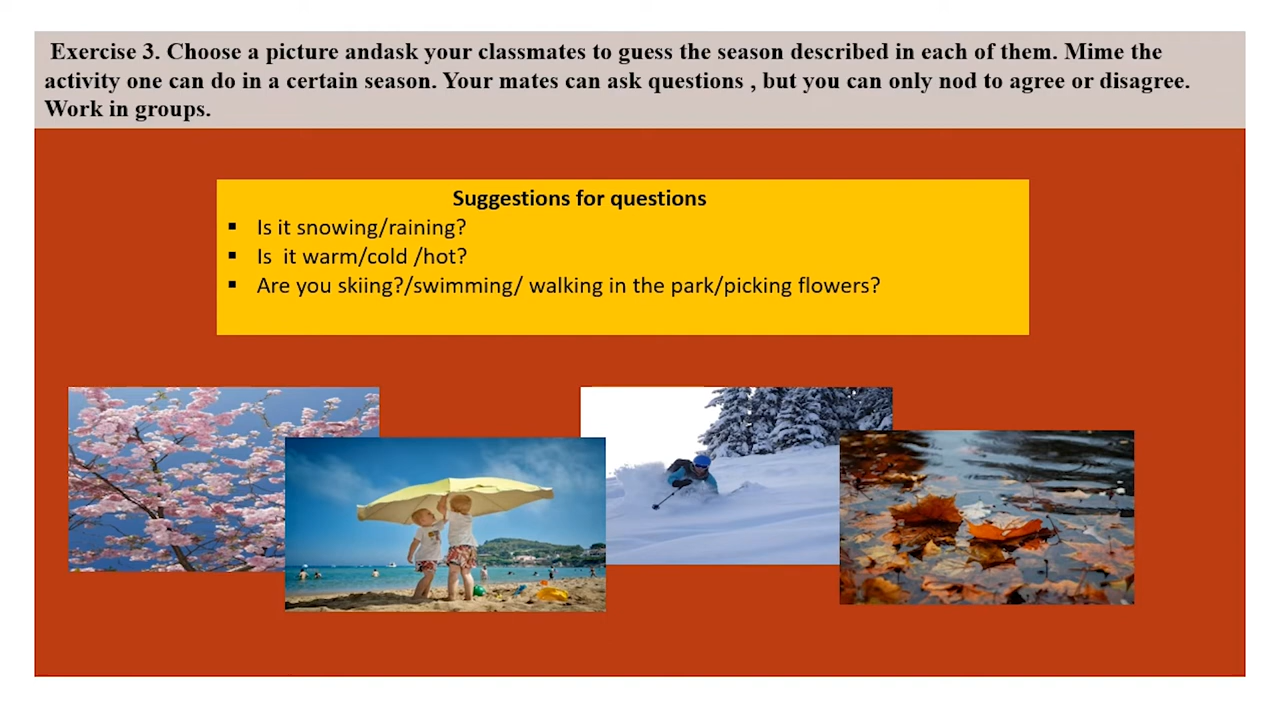 Exercise 3. Choose a picture andask your classmates to guess the season described in each of them. Mime the
activity one can do in a certain season. Your mates can ask questions , but you can only nod to agree or disagree.
Work in groups.
Suggestions for questions
▪ Is it snowing/raining?
▪ Is it warm/cold /hot?
▪ Are you skiing?/swimming/ walking in the park/picking flowers?